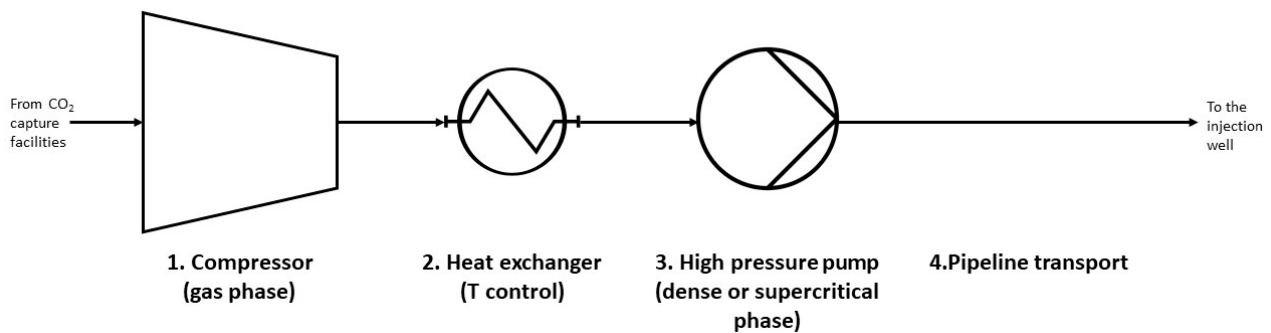 From CO₂
capture
facilities
To the
injection
well
1. Compressor
(gas phase)
2. Heat exchanger
(T control)
3. High pressure pump
(dense or supercritical
phase)
4.Pipeline transport